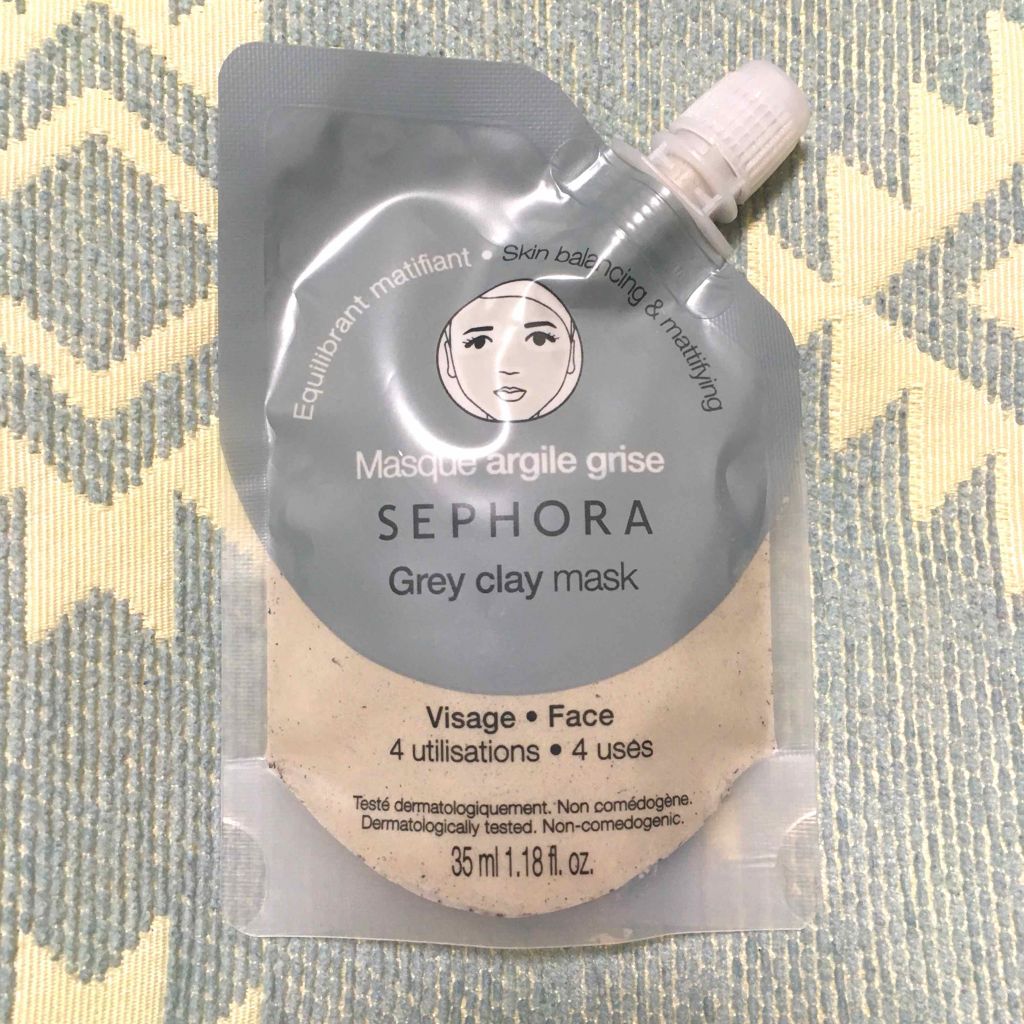 Equilibrant matifiant • Skin balancing & mattifying
Masque argile grise
SEPHORA
Grey clay mask
Visage • Face
4 utilisations • 4 uses
Testé dermatologiquement. Non comédogène.
Dermatologically tested. Non-comedogenic.
35 ml 1.18 fl. oz.